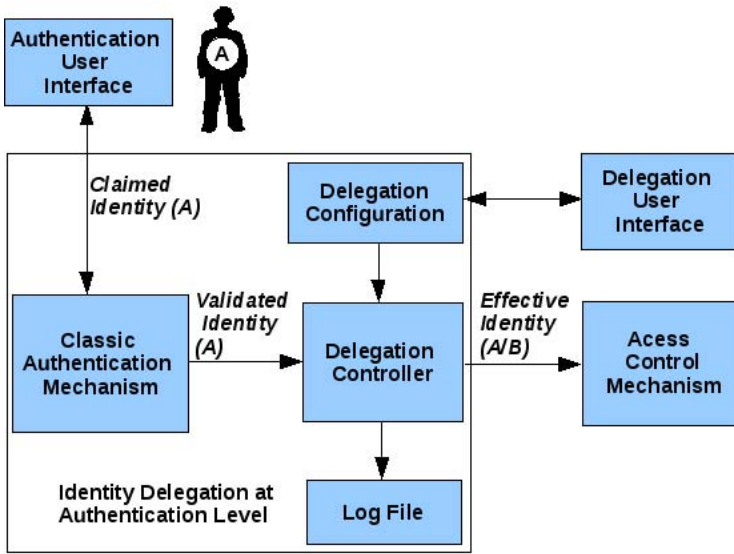 Authentication
User
Interface
A
Claimed
Identity (A)
Delegation
Configuration
Delegation
User
Interface
Classic
Authentication
Mechanism
Validated
Identity
(A)
Delegation
Controller
Effective
Identity
(A/B)
Acess
Control
Mechanism
Identity Delegation at
Authentication Level
Log File